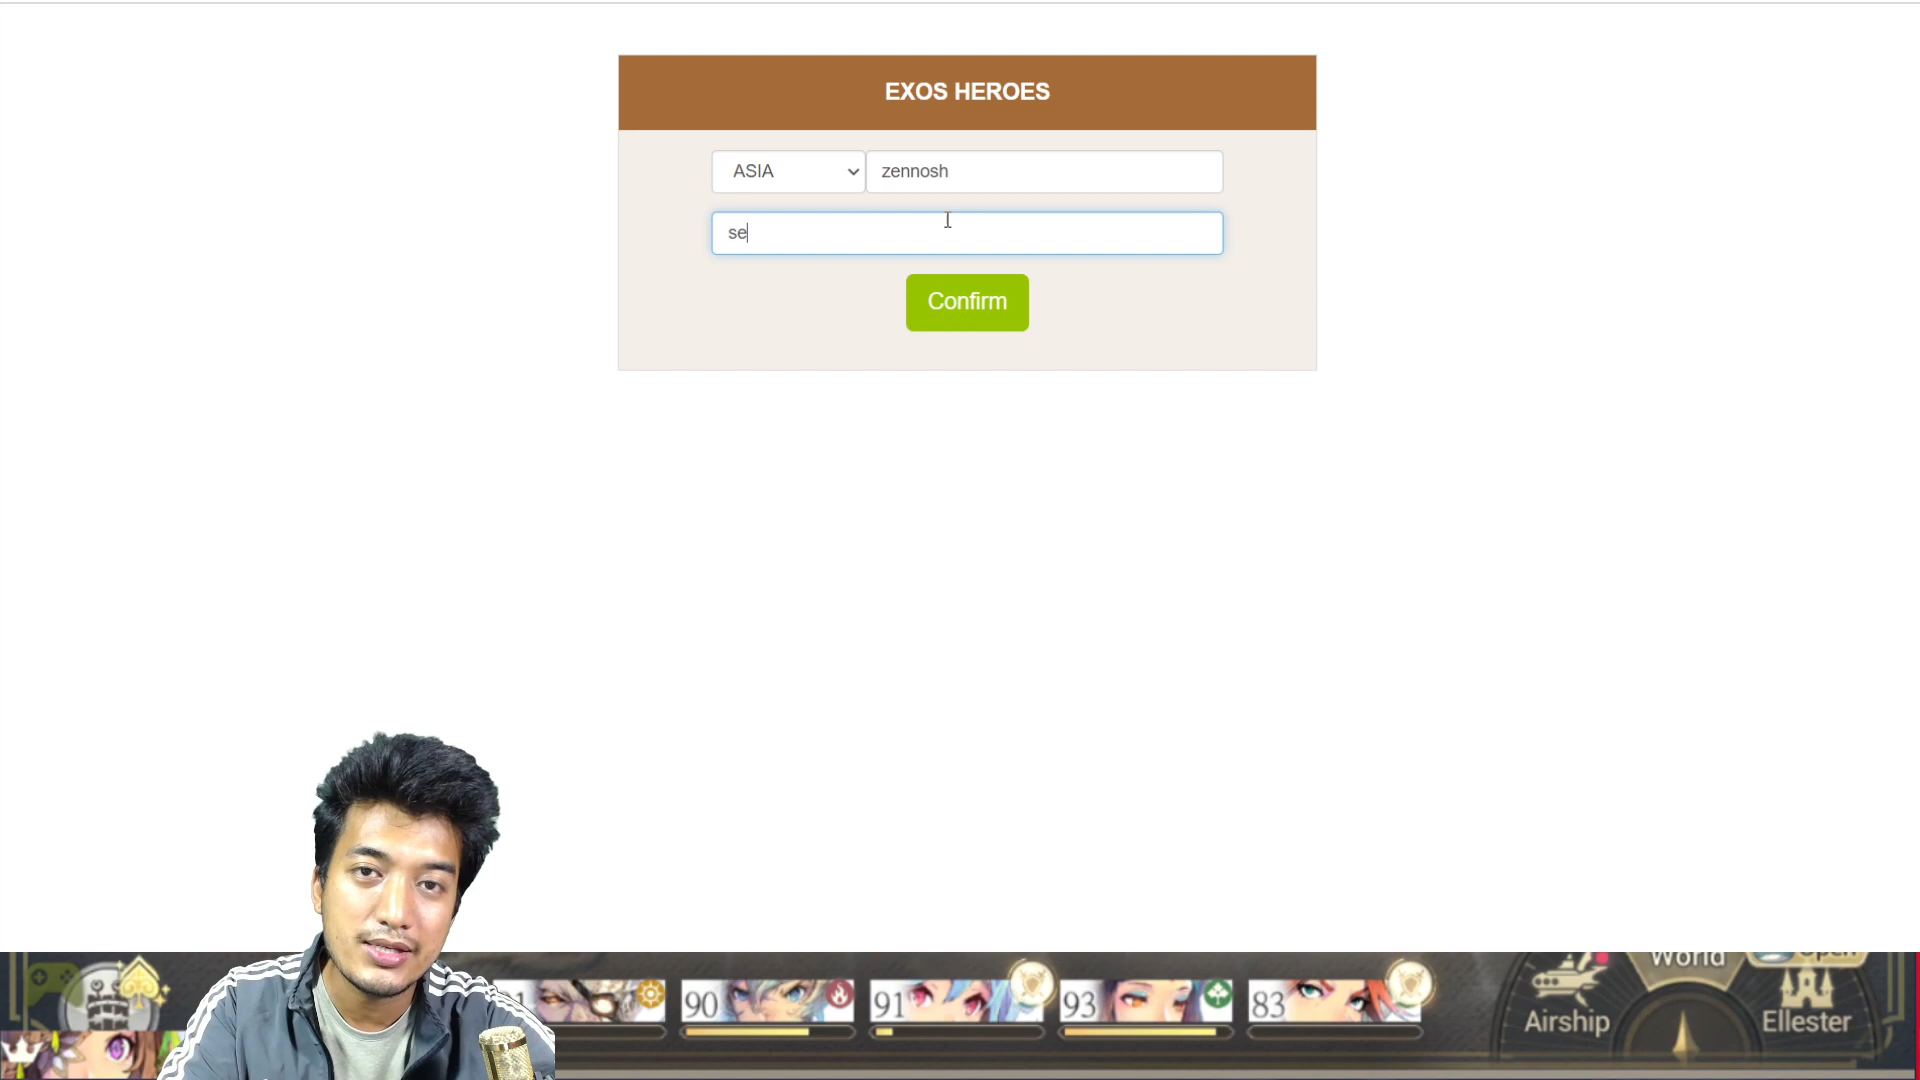 EXOS HEROES
ASIA
zennosh
se
Confirm
90
91
93
83
World
Airship
Ellester